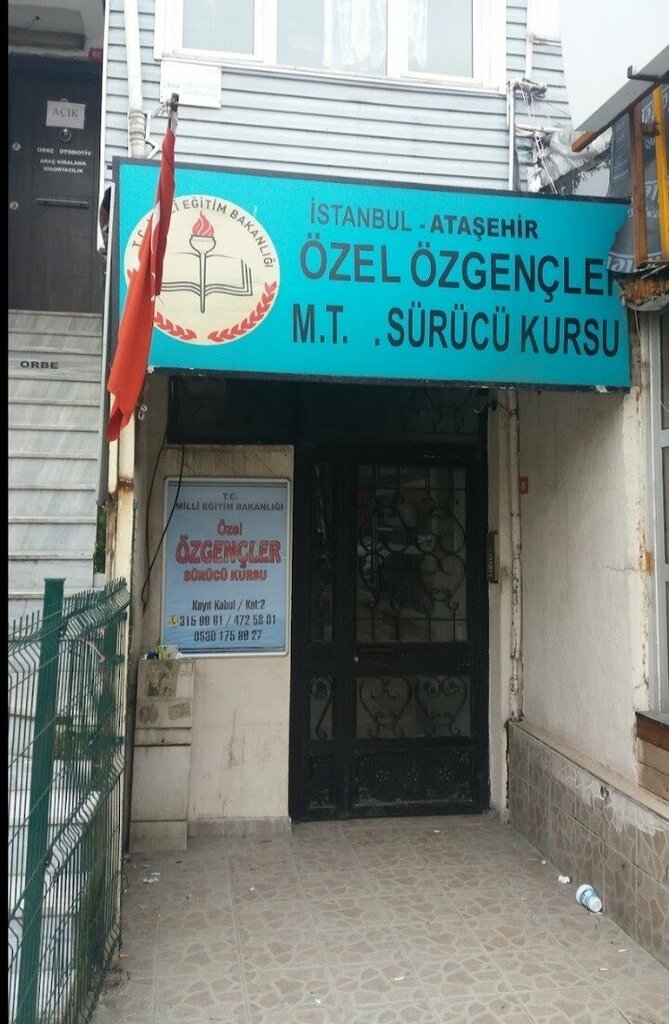 AÇIK
ORBE OTOMOTİV
ARAÇ KİRALAMA
SİGORTACILIK
ORBE
T.C. MİLLİ EĞİTİM BAKANLIĞI
İSTANBUL - ATAŞEHİR
ÖZEL ÖZGENÇLER
M.T. .SÜRÜCÜ KURSU
T.C.
MİLLİ EĞİTİM BAKANLIĞI
Özel
ÖZGENÇLER
SÜRÜCÜ KURSU
Kayıt Kabul / Kat:2
315 90 61 / 472 58 01
0530 175 89 27